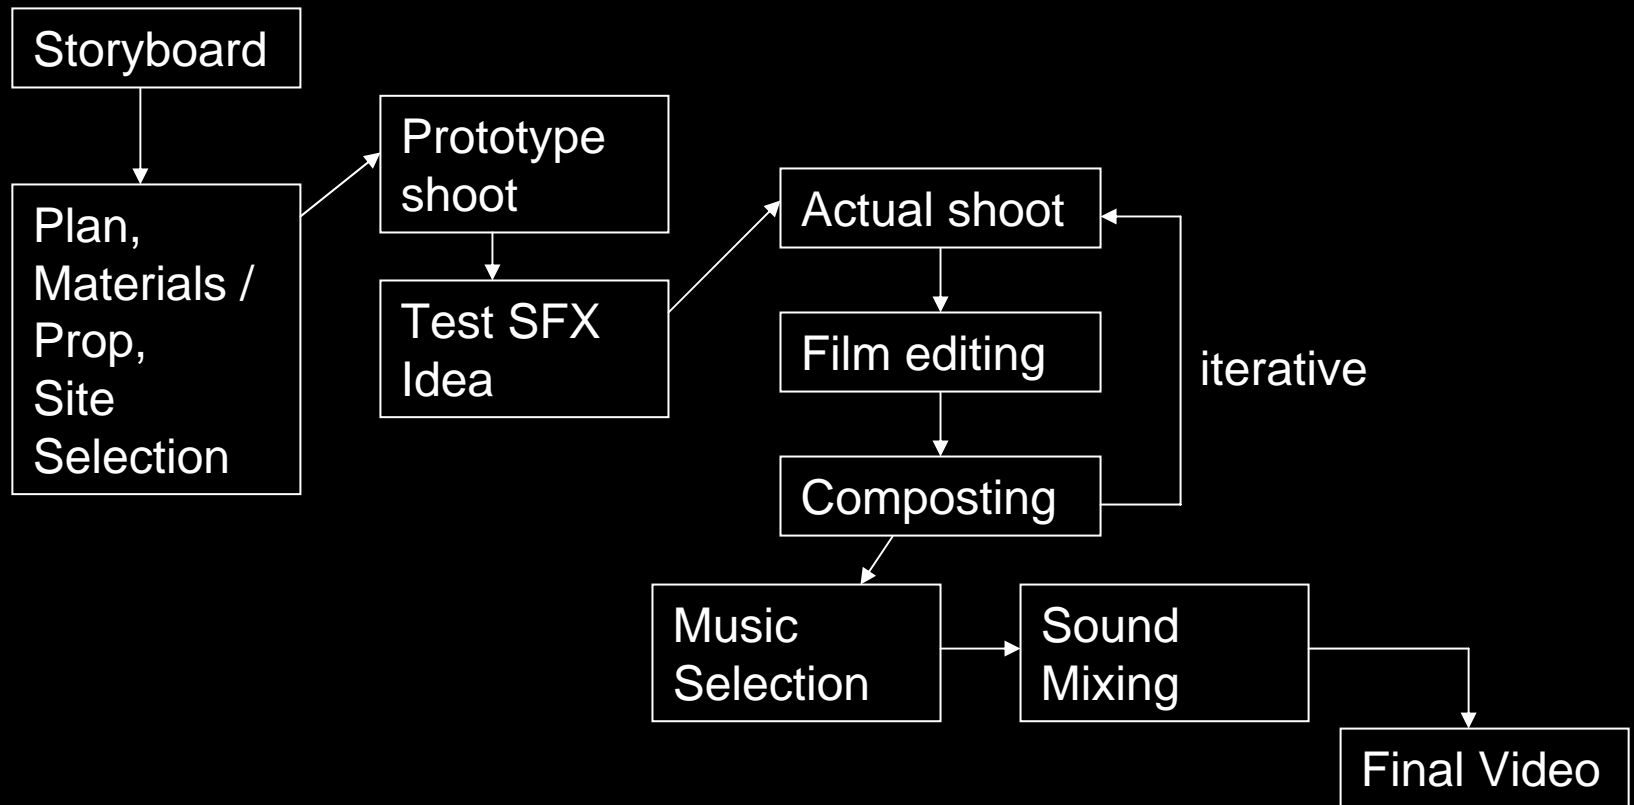 Storyboard
Plan,
Materials /
Prop,
Site
Selection
Prototype
shoot
Test SFX
Idea
Actual shoot
Film editing
Composting
iterative
Music
Selection
Sound
Mixing
Final Video